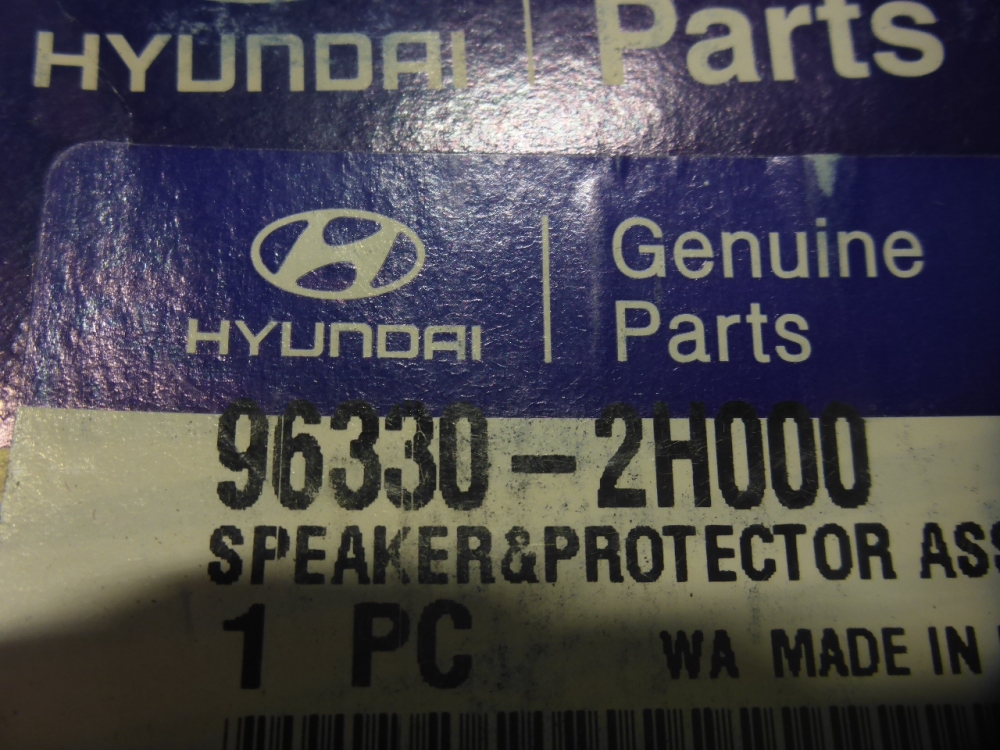 HYUNDAI Parts
HYUNDAI
Genuine
Parts
96330-2H000
SPEAKER&PROTECTOR ASS
1 PC WA MADE IN